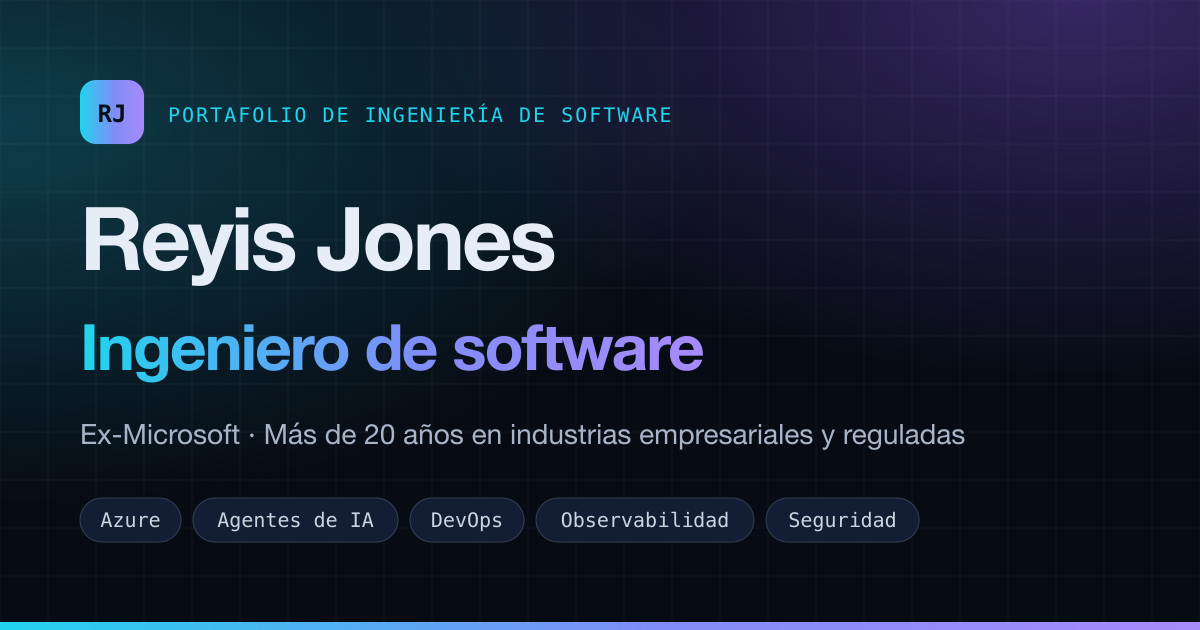 RJ
PORTAFOLIO DE INGENIERÍA DE SOFTWARE
Reyis Jones
Ingeniero de software
Ex-Microsoft · Más de 20 años en industrias empresariales y reguladas
Azure
Agentes de IA
DevOps
Observabilidad
Seguridad